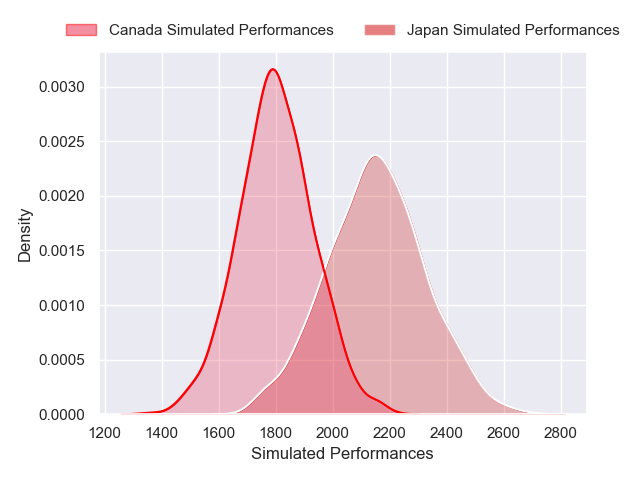 Canada Simulated Performances Japan Simulated Performances
0.0030
0.0025
0.0020
0.0015
0.0010
0.0005
0.0000
Density
1200 1400 1600 1800 2000 2200 2400 2600 2800
Simulated Performances